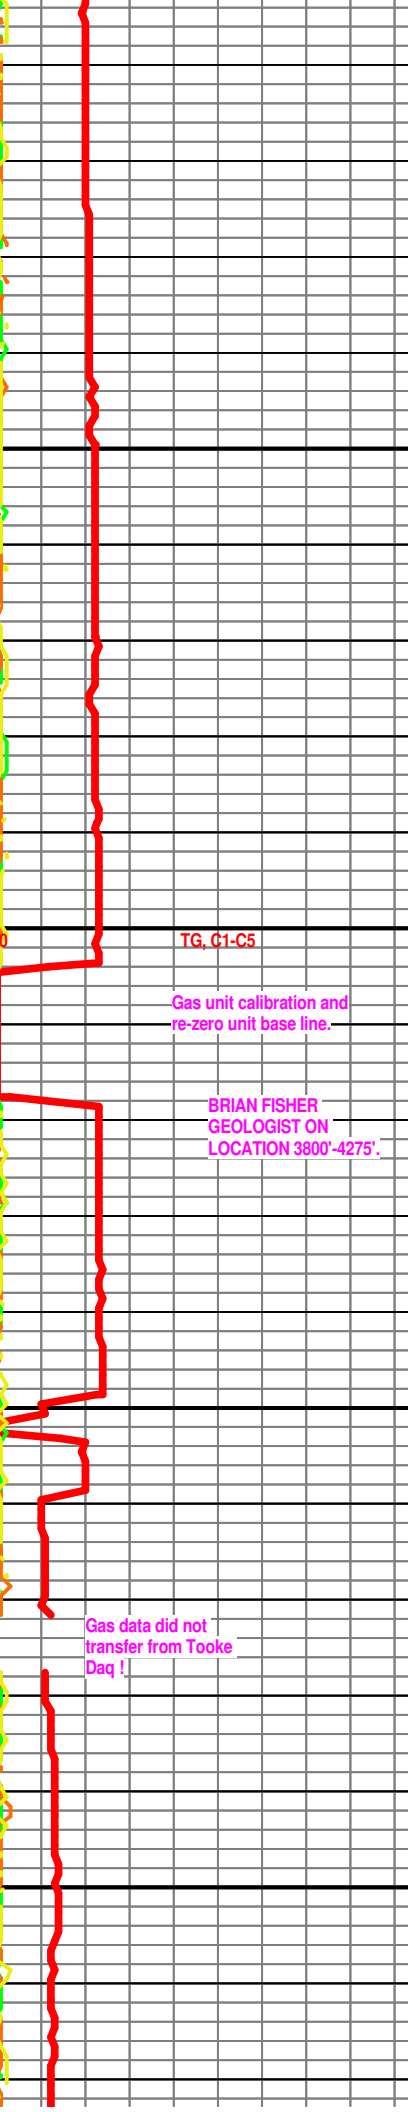 0 TG, C1-C5
Gas unit calibration and
re-zero unit base line.
BRIAN FISHER
GEOLOGIST ON
LOCATION 3800'-4275'.
Gas data did not
transfer from Tooke
Daq !